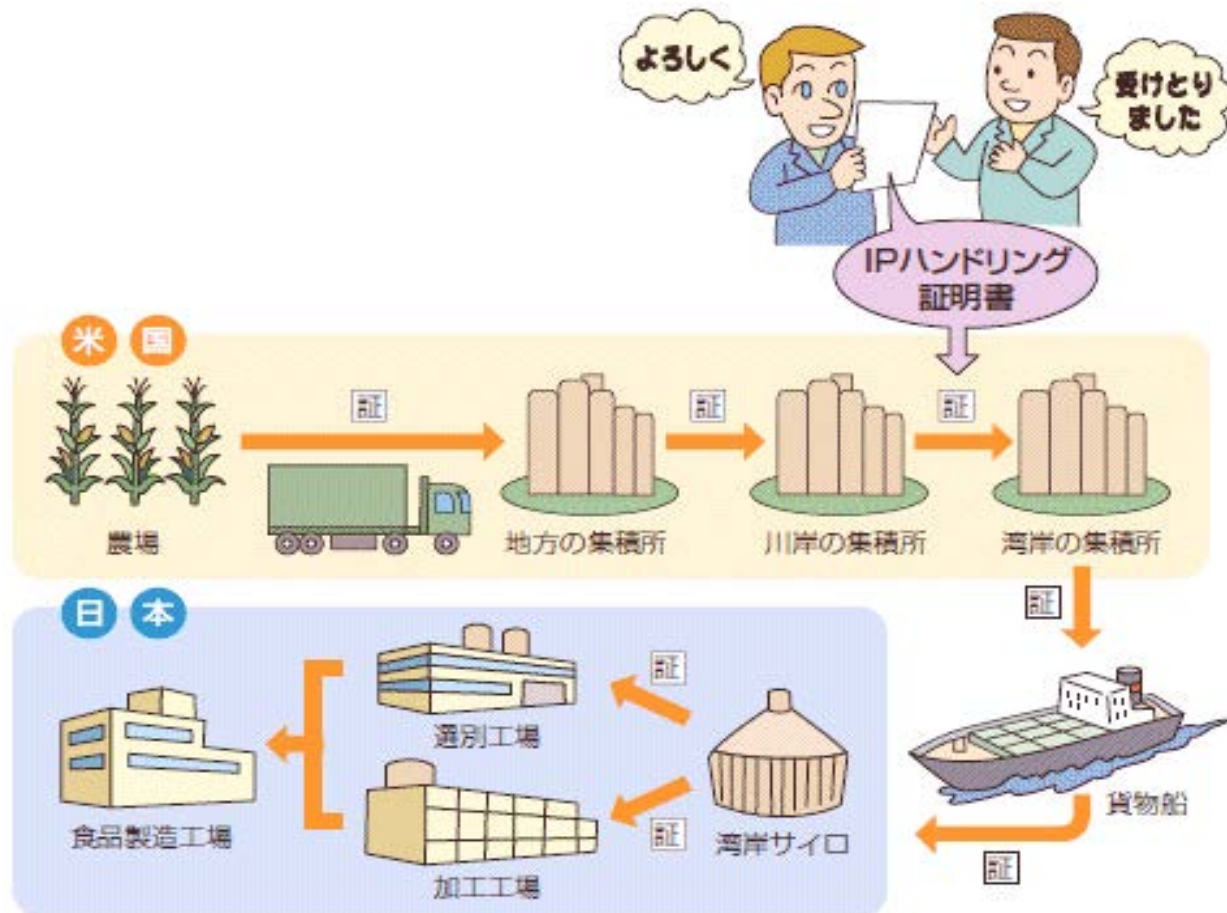 よろしく
受けとり
ました
IPハンドリング
証明書
米国
証
証
証
農場
地方の集積所
川岸の集積所
湾岸の集積所
証
日本
証
選別工場
食品製造工場
証
加工工場
湾岸サイロ
貨物船
証